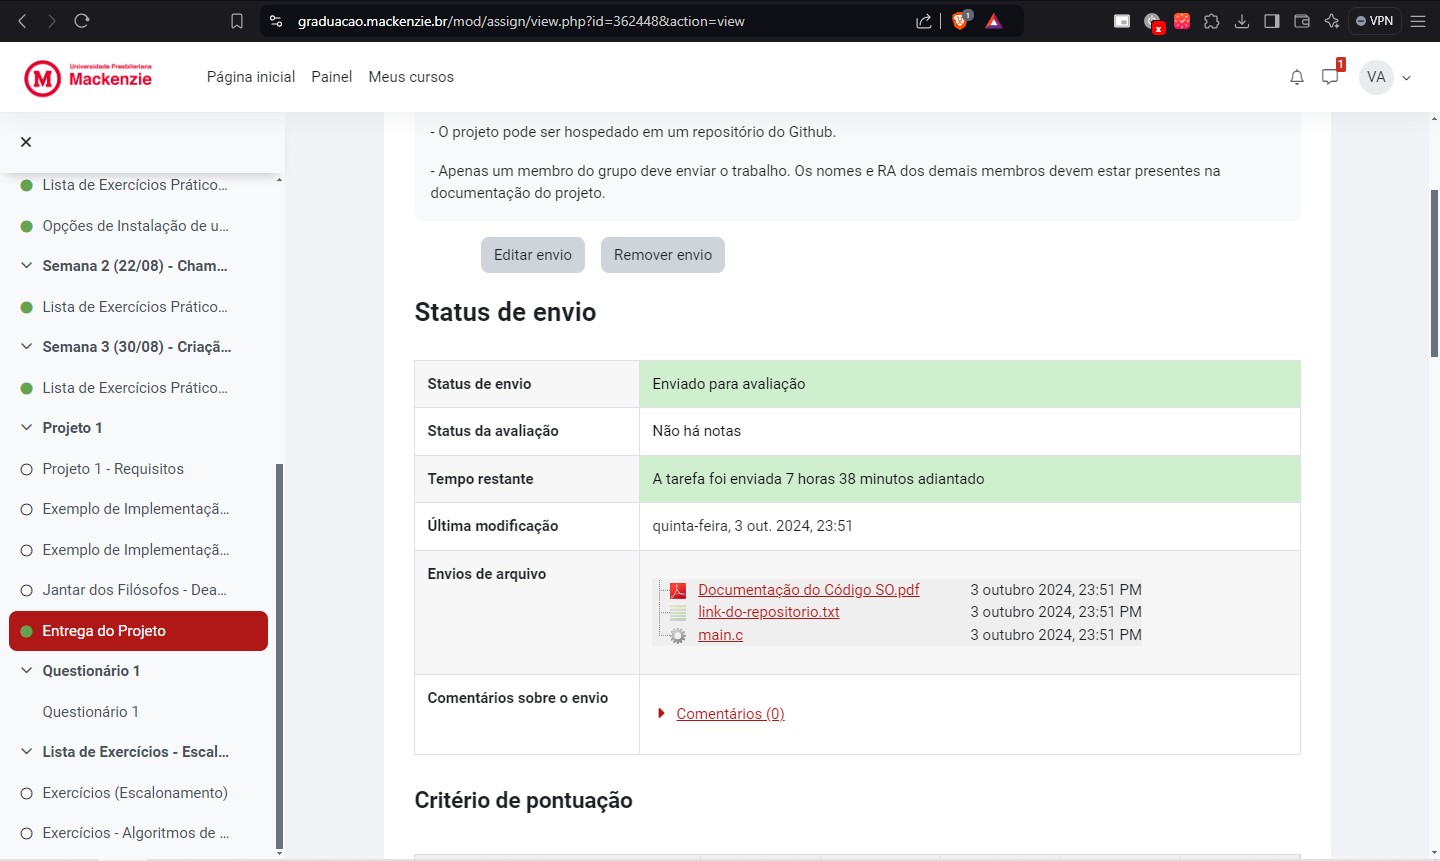 graduacao.mackenzie.br/mod/assign/view.php?id=362448&action=view
1
VPN
Universidade Presbiteriana
Mackenzie
Página inicial
Painel
Meus cursos
1
VA
Lista de Exercícios Prático...
Opções de Instalação de u...
Semana 2 (22/08) - Cham...
Lista de Exercícios Prático...
Semana 3 (30/08) - Criaçã...
Lista de Exercícios Prático...
Projeto 1
Projeto 1 - Requisitos
Exemplo de Implementaçã...
Exemplo de Implementaçã...
Jantar dos Filósofos - Dea...
Entrega do Projeto
Questionário 1
Questionário 1
Lista de Exercícios - Escal...
Exercícios (Escalonamento)
Exercícios - Algoritmos de ...
- O projeto pode ser hospedado em um repositório do Github.
- Apenas um membro do grupo deve enviar o trabalho. Os nomes e RA dos demais membros devem estar presentes na
documentação do projeto.
Editar envio
Remover envio
Status de envio
Status de envio
Enviado para avaliação
Status da avaliação
Não há notas
Tempo restante
A tarefa foi enviada 7 horas 38 minutos adiantado
Última modificação
quinta-feira, 3 out. 2024, 23:51
Envios de arquivo
Documentação do Código SO.pdf 3 outubro 2024, 23:51 PM
link-do-repositorio.txt 3 outubro 2024, 23:51 PM
main.c 3 outubro 2024, 23:51 PM
Comentários sobre o envio
Comentários (0)
Critério de pontuação